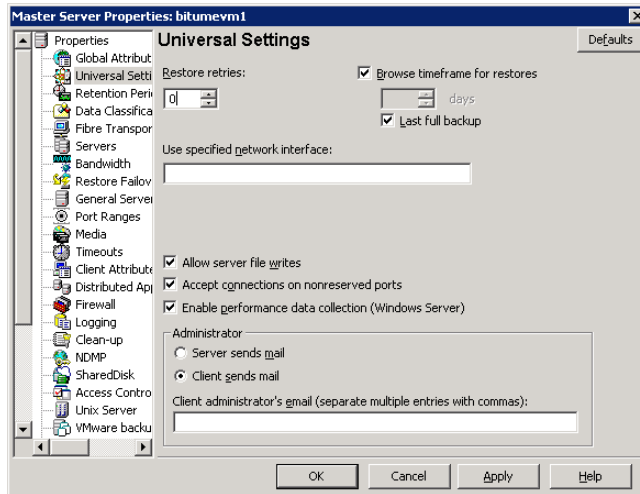 Master Server Properties: bitumevm1
Properties
Global Attribut
Universal Setti
Retention Peri
Data Classifica
Fibre Transpor
Servers
Bandwidth
Restore Failov
General Server
Port Ranges
Media
Timeouts
Client Attribute
Distributed App
Firewall
Logging
Clean-up
NDMP
SharedDisk
Access Contro
Unix Server
VMware backu
Universal Settings
Defaults
Restore retries:
0
Browse timeframe for restores
days
Last full backup
Use specified network interface:
Allow server file writes
Accept connections on nonreserved ports
Enable performance data collection (Windows Server)
Administrator
Server sends mail
Client sends mail
Client administrator's email (separate multiple entries with commas):
OK
Cancel
Apply
Help